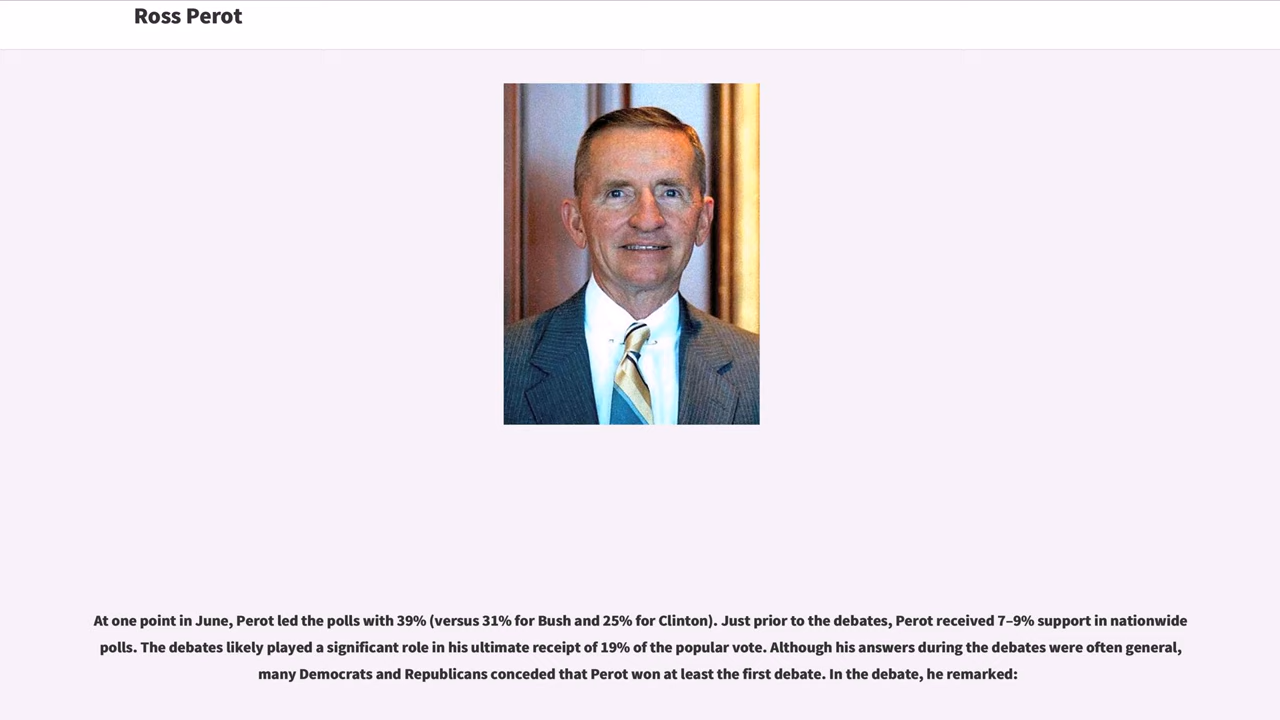 Ross Perot
At one point in June, Perot led the polls with 39% (versus 31% for Bush and 25% for Clinton). Just prior to the debates, Perot received 7–9% support in nationwide
polls. The debates likely played a significant role in his ultimate receipt of 19% of the popular vote. Although his answers during the debates were often general,
many Democrats and Republicans conceded that Perot won at least the first debate. In the debate, he remarked: